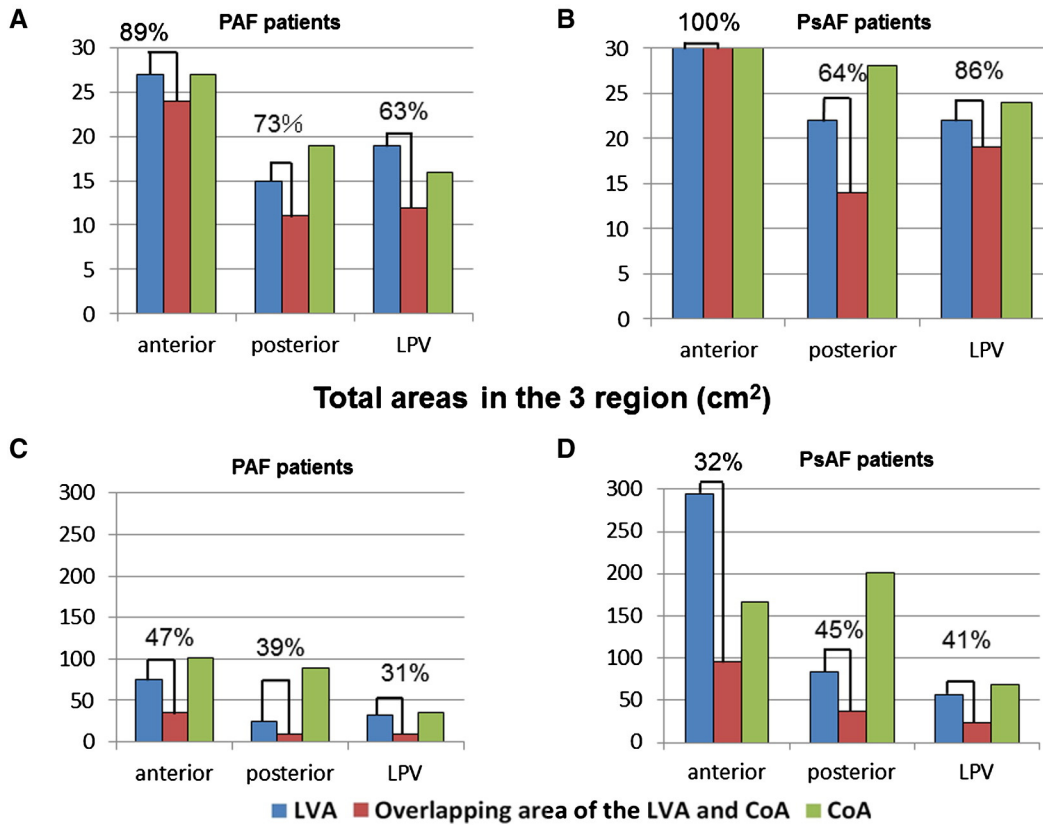 A
PAF patients
89%
73%
63%
30
25
20
15
10
5
0
anterior posterior LPV
B
PsAF patients
100%
64%
86%
30
25
20
15
10
5
0
anterior posterior LPV
Total areas in the 3 region (cm²)
C
PAF patients
47%
39%
31%
300
250
200
150
100
50
0
anterior posterior LPV
D
PsAF patients
32%
45%
41%
300
250
200
150
100
50
0
anterior posterior LPV
LVA Overlapping area of the LVA and CoA CoA